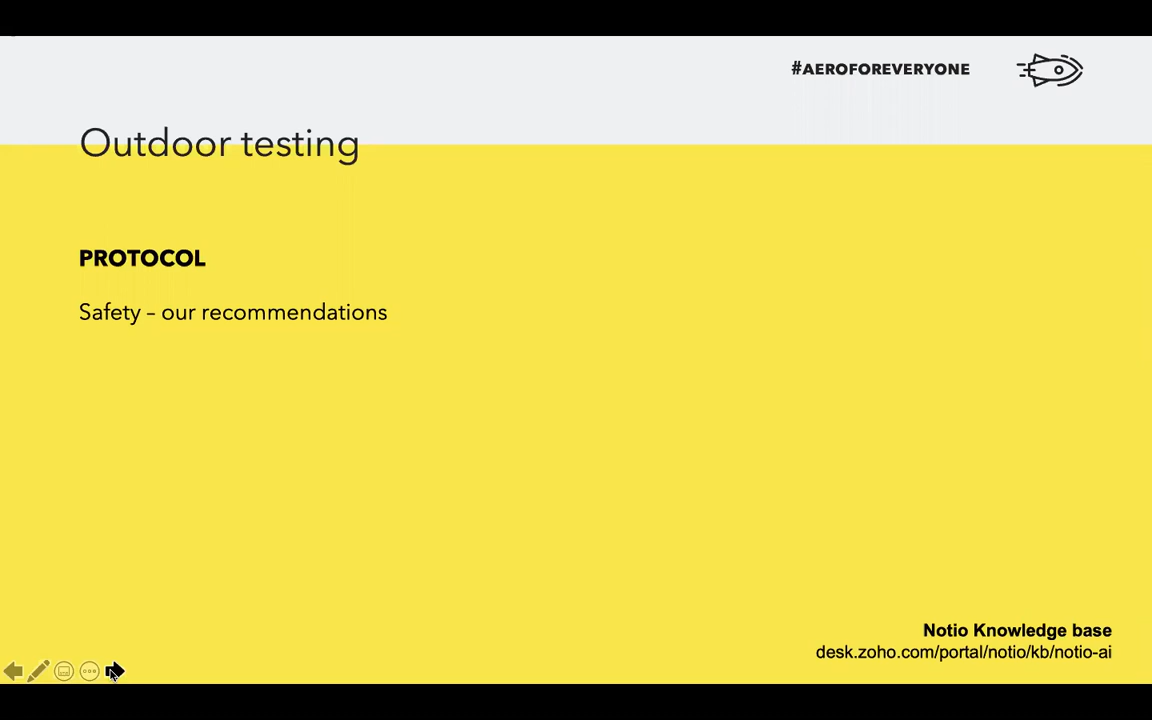 #AEROFOREVERYONE
Outdoor testing
PROTOCOL
Safety – our recommendations
Notio Knowledge base
desk.zoho.com/portal/notio/kb/notio-ai